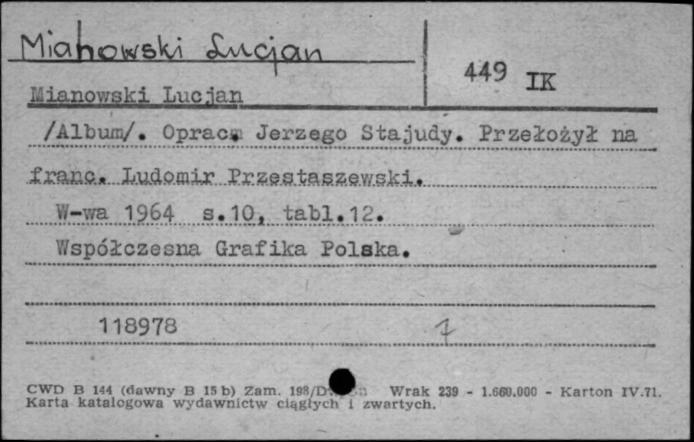 Mianowski Lucjan
449 IK
Mianowski Lucjan
/Album/. Oprac. Jerzego Stajudy. Przełożył na
franc. Ludomir Przestaszewski.
W-wa 1964 s.10, tabl.12.
Współczesna Grafika Polska.
118978
CWD B 144 (dawny B 15 b) Zam. Wrak 239 - 1.660.000 - Karton IV.71.
Karta katalogowa wydawnictw ciągłych i zwartych.